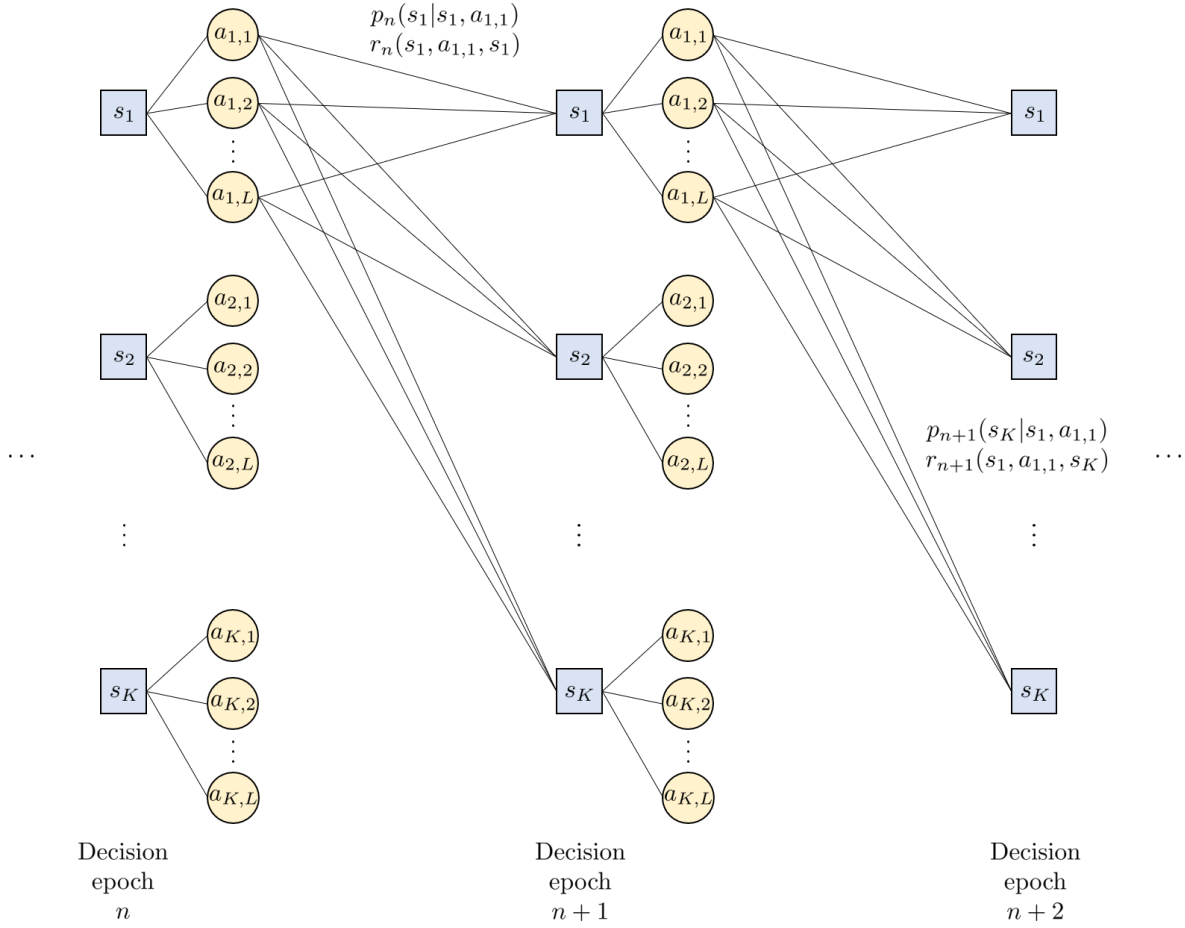 a_{1,1}
p_n(s_1|s_1, a_{1,1})
r_n(s_1, a_{1,1}, s_1)
a_{1,1}
s_1
a_{1,2}
s_1
a_{1,2}
s_1
⋮
⋮
a_{1,L}
a_{1,L}
a_{2,1}
a_{2,1}
s_2
a_{2,2}
s_2
a_{2,2}
s_2
⋮
⋮
p_{n+1}(s_K|s_1, a_{1,1})
r_{n+1}(s_1, a_{1,1}, s_K)
…
a_{2,L}
a_{2,L}
…
⋮
⋮
⋮
a_{K,1}
a_{K,1}
s_K
a_{K,2}
s_K
a_{K,2}
s_K
⋮
⋮
a_{K,L}
a_{K,L}
Decision
epoch
n
Decision
epoch
n + 1
Decision
epoch
n + 2